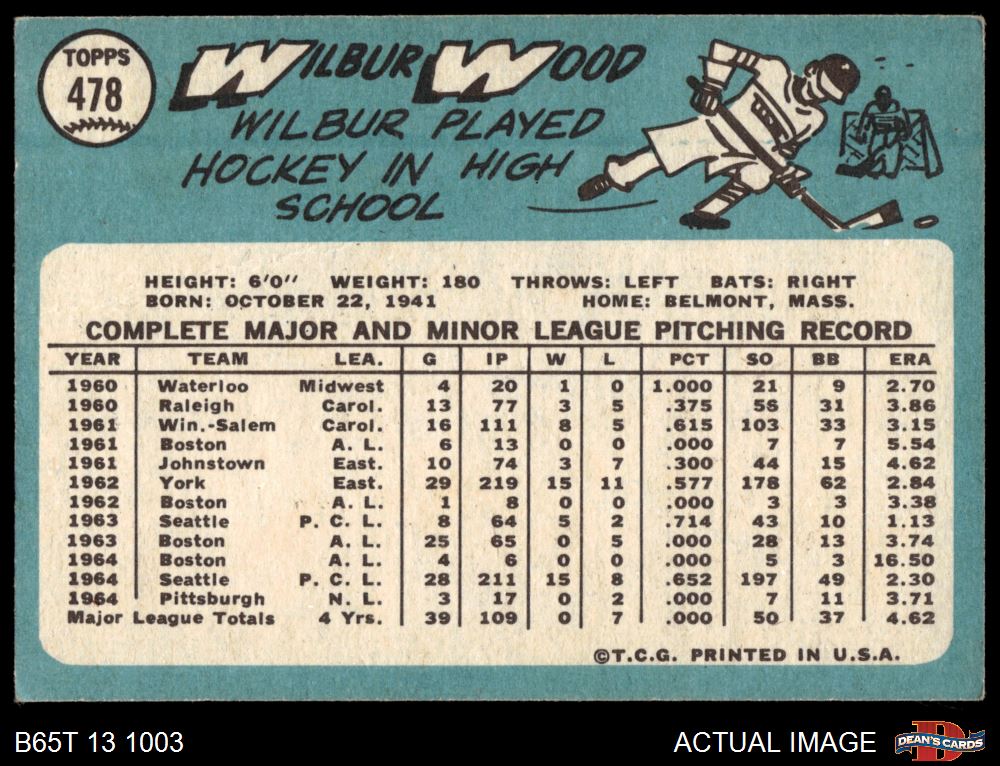 TOPPS
478
WILBUR WOOD
WILBUR PLAYED
HOCKEY IN HIGH
SCHOOL
HEIGHT: 6'0" WEIGHT: 180 THROWS: LEFT BATS: RIGHT
BORN: OCTOBER 22, 1941 HOME: BELMONT, MASS.
COMPLETE MAJOR AND MINOR LEAGUE PITCHING RECORD
YEAR TEAM LEA. G IP W L PCT SO BB ERA
1960 Waterloo Midwest 4 20 1 0 1.000 21 9 2.70
1960 Raleigh Carol. 13 77 3 5 .375 56 31 3.86
1961 Win.-Salem Carol. 16 111 8 5 .615 103 33 3.15
1961 Boston A. L. 6 13 0 0 .000 7 7 5.54
1961 Johnstown East. 10 74 3 7 .300 44 15 4.62
1962 York East. 29 219 15 11 .577 178 62 2.84
1962 Boston A. L. 1 8 0 0 .000 3 3 3.38
1963 Seattle P. C. L. 8 64 5 2 .714 43 10 1.13
1963 Boston A. L. 25 65 0 5 .000 28 13 3.74
1964 Boston A. L. 4 6 0 0 .000 5 3 16.50
1964 Seattle P. C. L. 28 211 15 8 .652 197 49 2.30
1964 Pittsburgh N. L. 3 17 0 2 .000 7 11 3.71
Major League Totals 4 Yrs. 39 109 0 7 .000 50 37 4.62
©T.C.G. PRINTED IN U.S.A.
B65T 13 1003
ACTUAL IMAGE
DEAN'S CARDS